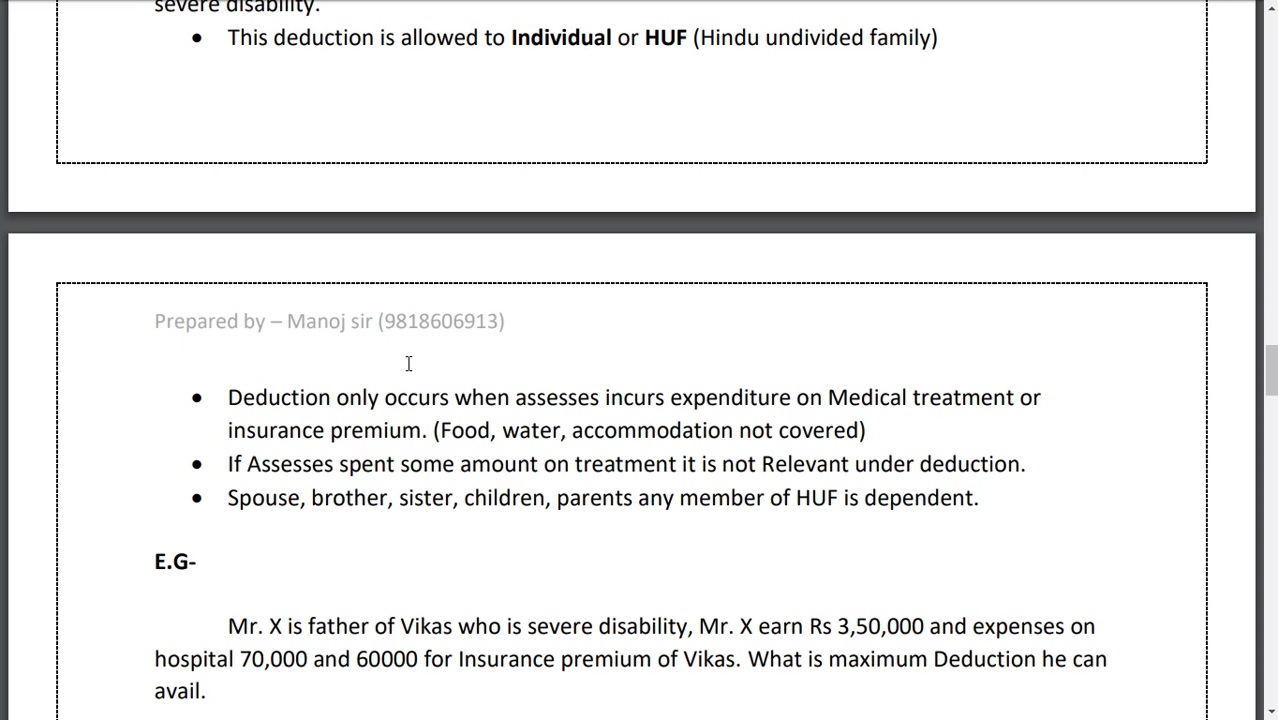 severe disability.
• This deduction is allowed to Individual or HUF (Hindu undivided family)
Prepared by – Manoj sir (9818606913)
• Deduction only occurs when assesses incurs expenditure on Medical treatment or
insurance premium. (Food, water, accommodation not covered)
• If Assesses spent some amount on treatment it is not Relevant under deduction.
• Spouse, brother, sister, children, parents any member of HUF is dependent.
E.G-
Mr. X is father of Vikas who is severe disability, Mr. X earn Rs 3,50,000 and expenses on
hospital 70,000 and 60000 for Insurance premium of Vikas. What is maximum Deduction he can
avail.